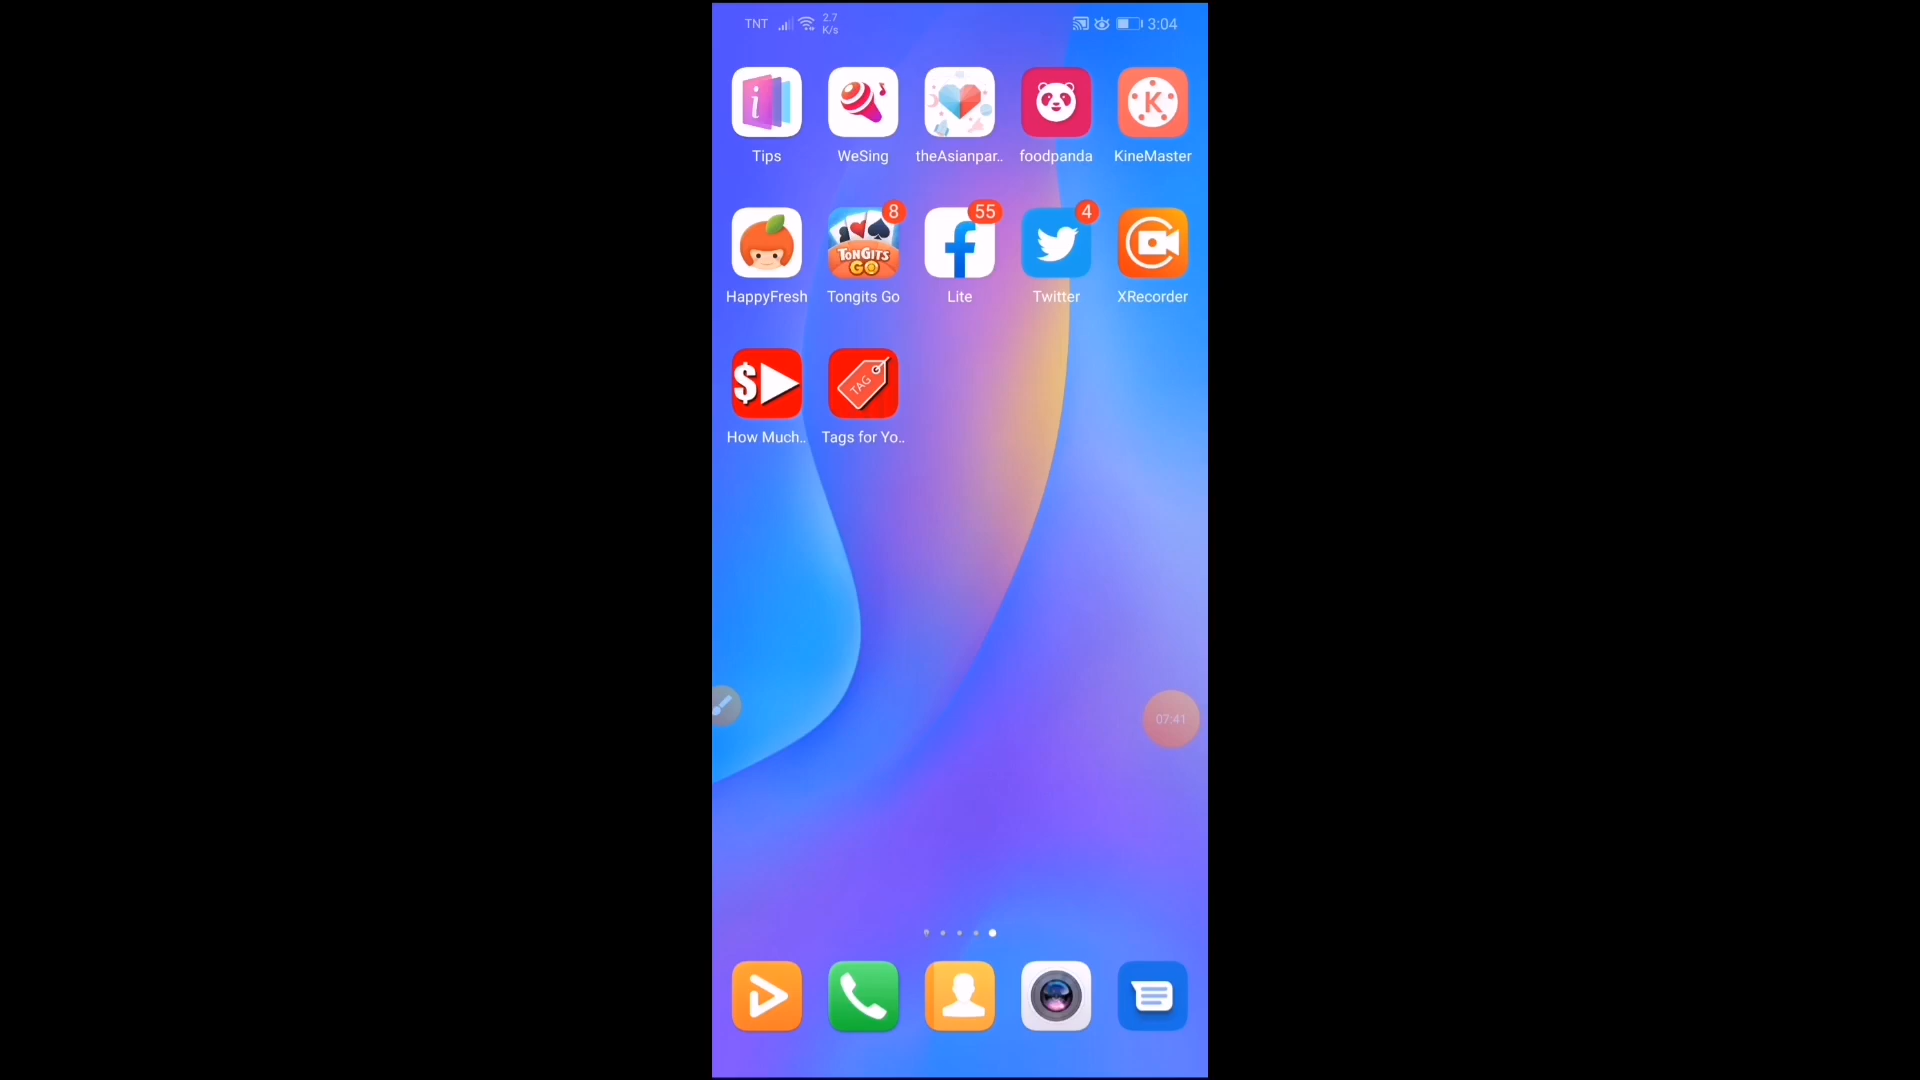 TNT 2.7 K/s 3:04
i K
Tips WeSing theAsianpar.. foodpanda KineMaster
8 55 4
TONGITS GO
HappyFresh Tongits Go Lite Twitter XRecorder
$ TAG
How Much.. Tags for Yo..
07:41